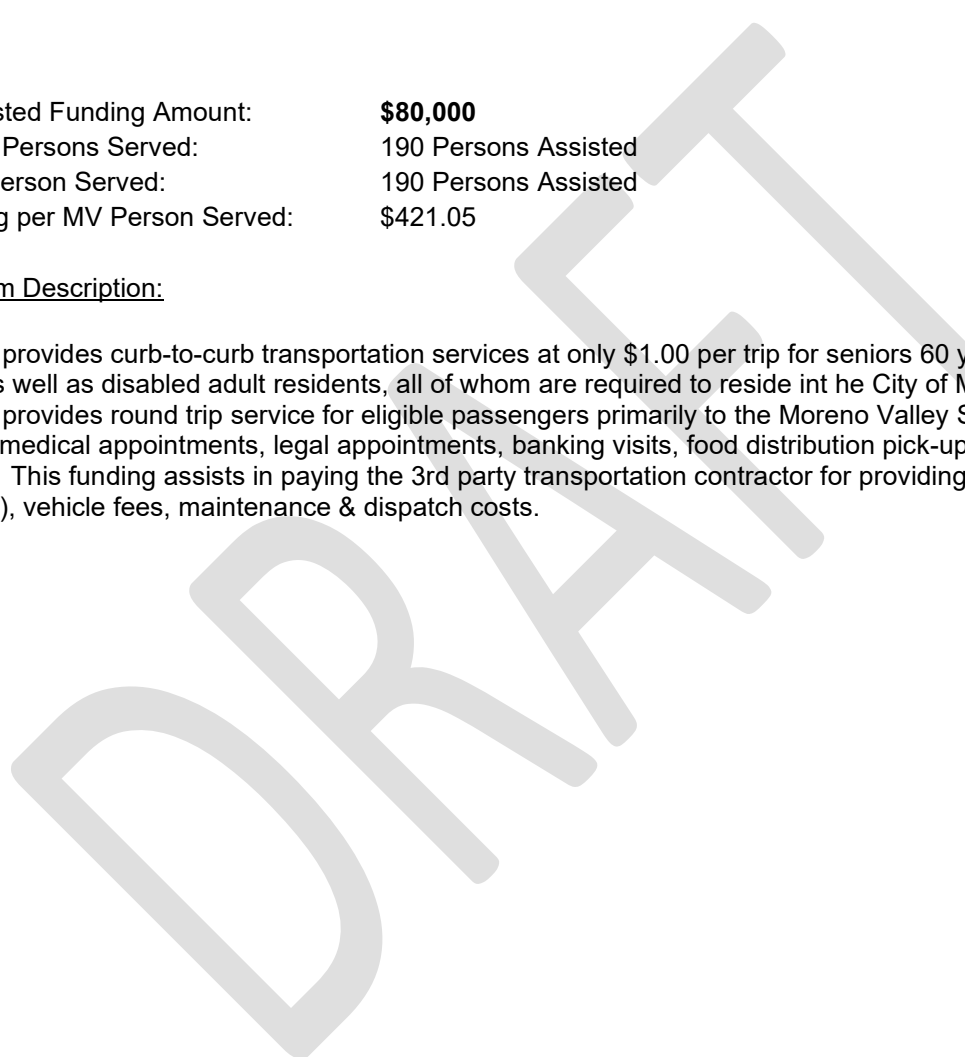 sted Funding Amount: $80,000
Persons Served: 190 Persons Assisted
erson Served: 190 Persons Assisted
g per MV Person Served: $421.05
m Description:
provides curb-to-curb transportation services at only $1.00 per trip for seniors 60 y
s well as disabled adult residents, all of whom are required to reside int he City of M
provides round trip service for eligible passengers primarily to the Moreno Valley S
medical appointments, legal appointments, banking visits, food distribution pick-up
This funding assists in paying the 3rd party transportation contractor for providing
), vehicle fees, maintenance & dispatch costs.
DRAFT